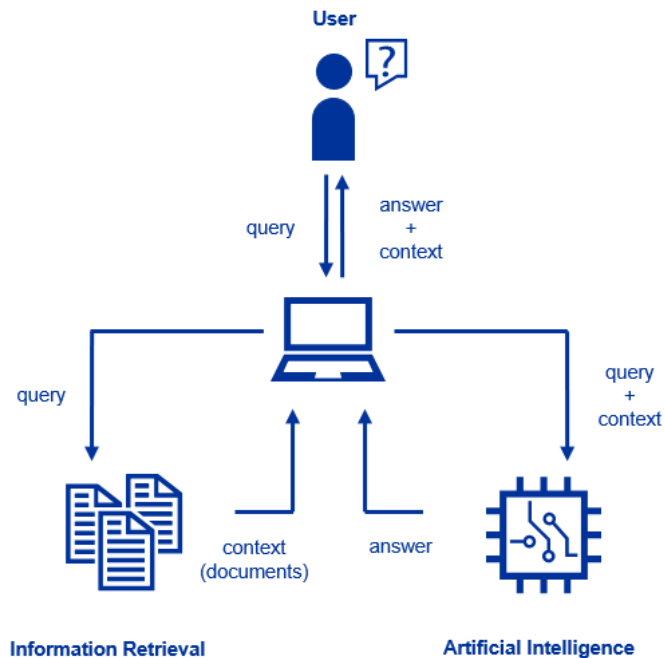 User
?
query
answer
+
context
query
query
+
context
context
(documents)
answer
Information Retrieval
Artificial Intelligence